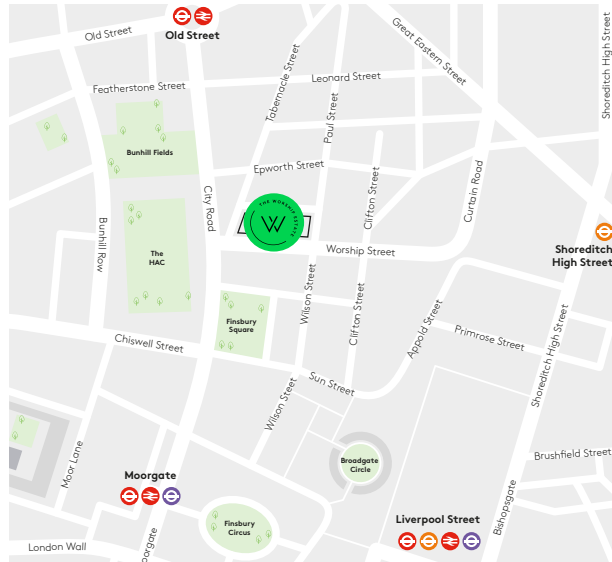 Old Street
Old Street
Great Eastern Street
Shoreditch High Street
Featherstone Street
Leonard Street
Tabernacle Street
Paul Street
Bunhill Fields
Epworth Street
Clifton Street
Curtain Road
City Road
THE WORSHIP ESTATE
W
Bunhill Row
The
HAC
Worship Street
Shoreditch
High Street
Wilson Street
Clifton Street
Finsbury
Square
Appold Street
Primrose Street
Chiswell Street
Shoreditch High Street
Sun Street
Wilson Steet
Moor Lane
Broadgate
Circle
Brushfield Street
Moorgate
Bishopsgate
Finsbury
Circus
Liverpool Street
London Wall
oorgate